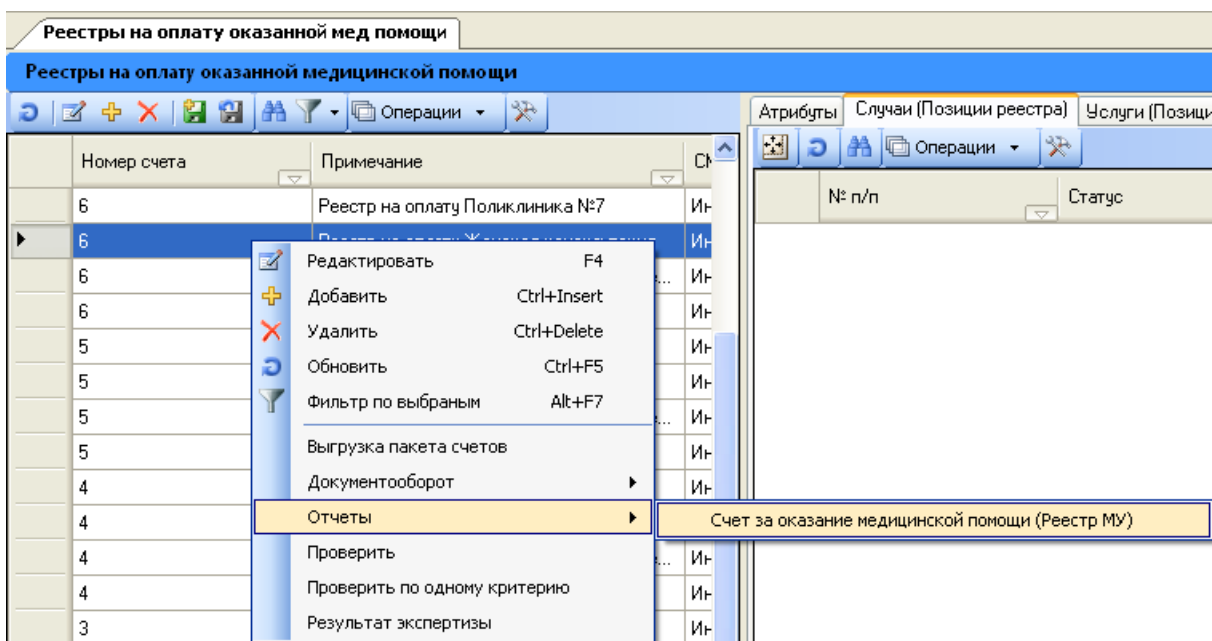 Реестры на оплату оказанной мед помощи
Реестры на оплату оказанной медицинской помощи
Операции
Атрибуты Случаи (Позиции реестра) Услуги (Позици
Операции
Номер счета Примечание
№ п/п Статус
6 Реестр на оплату Поликлиника №7 Ин
6 Ин
Редактировать F4
6 Ин
Добавить Ctrl+Insert
6 Ин
Удалить Ctrl+Delete
5 Ин
Обновить Ctrl+F5
5 Ин
Фильтр по выбраным Alt+F7
5 Ин
Выгрузка пакета счетов
5 Ин
Документооборот
4 Ин
Отчеты
Счет за оказание медицинской помощи (Реестр МУ)
4
Проверить
4 Ин
Проверить по одному критерию
4 Ин
Результат экспертизы
3 Ин